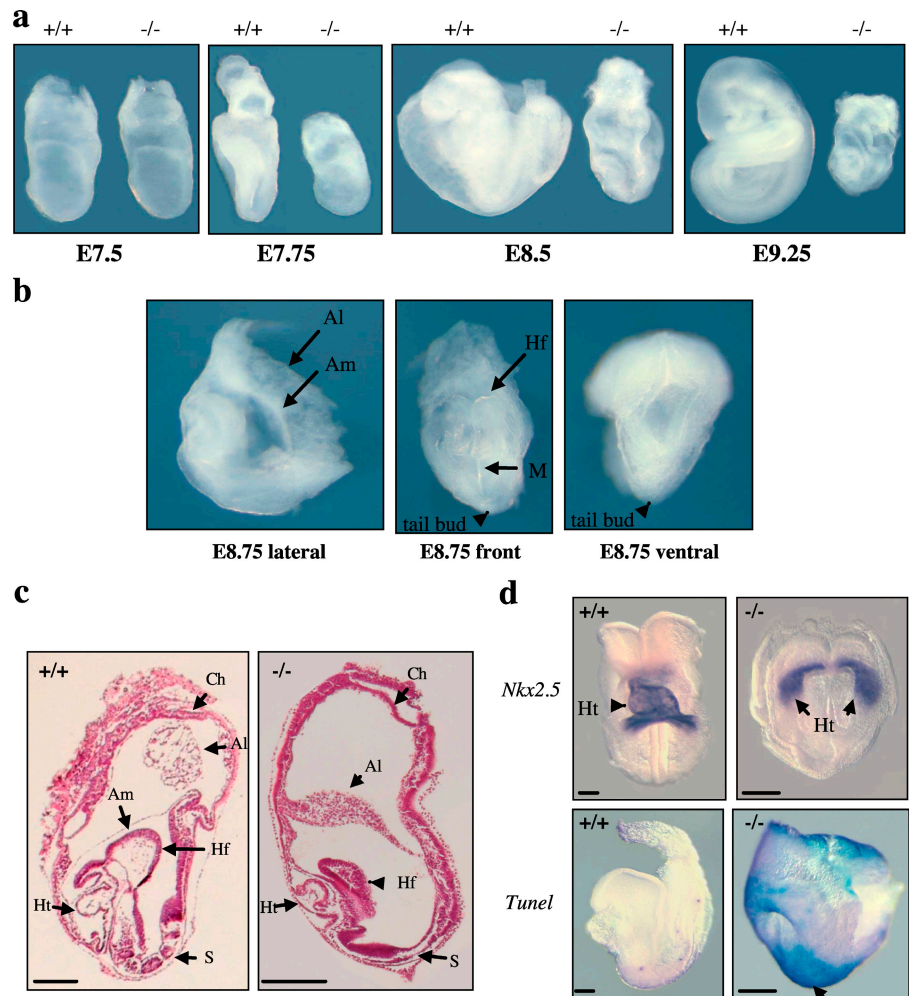 a
+/+ -/- +/+ -/- +/+ -/- +/+ -/-
E7.5 E7.75 E8.5 E9.25
b
Al
Am
Hf
M
tail bud
tail bud
E8.75 lateral E8.75 front E8.75 ventral
c
+/+
Ch
Al
Am
Hf
Ht
S
-/-
Ch
Al
Hf
Ht
S
d
+/+ -/-
Nkx2.5
Ht
Ht
+/+ -/-
Tunel